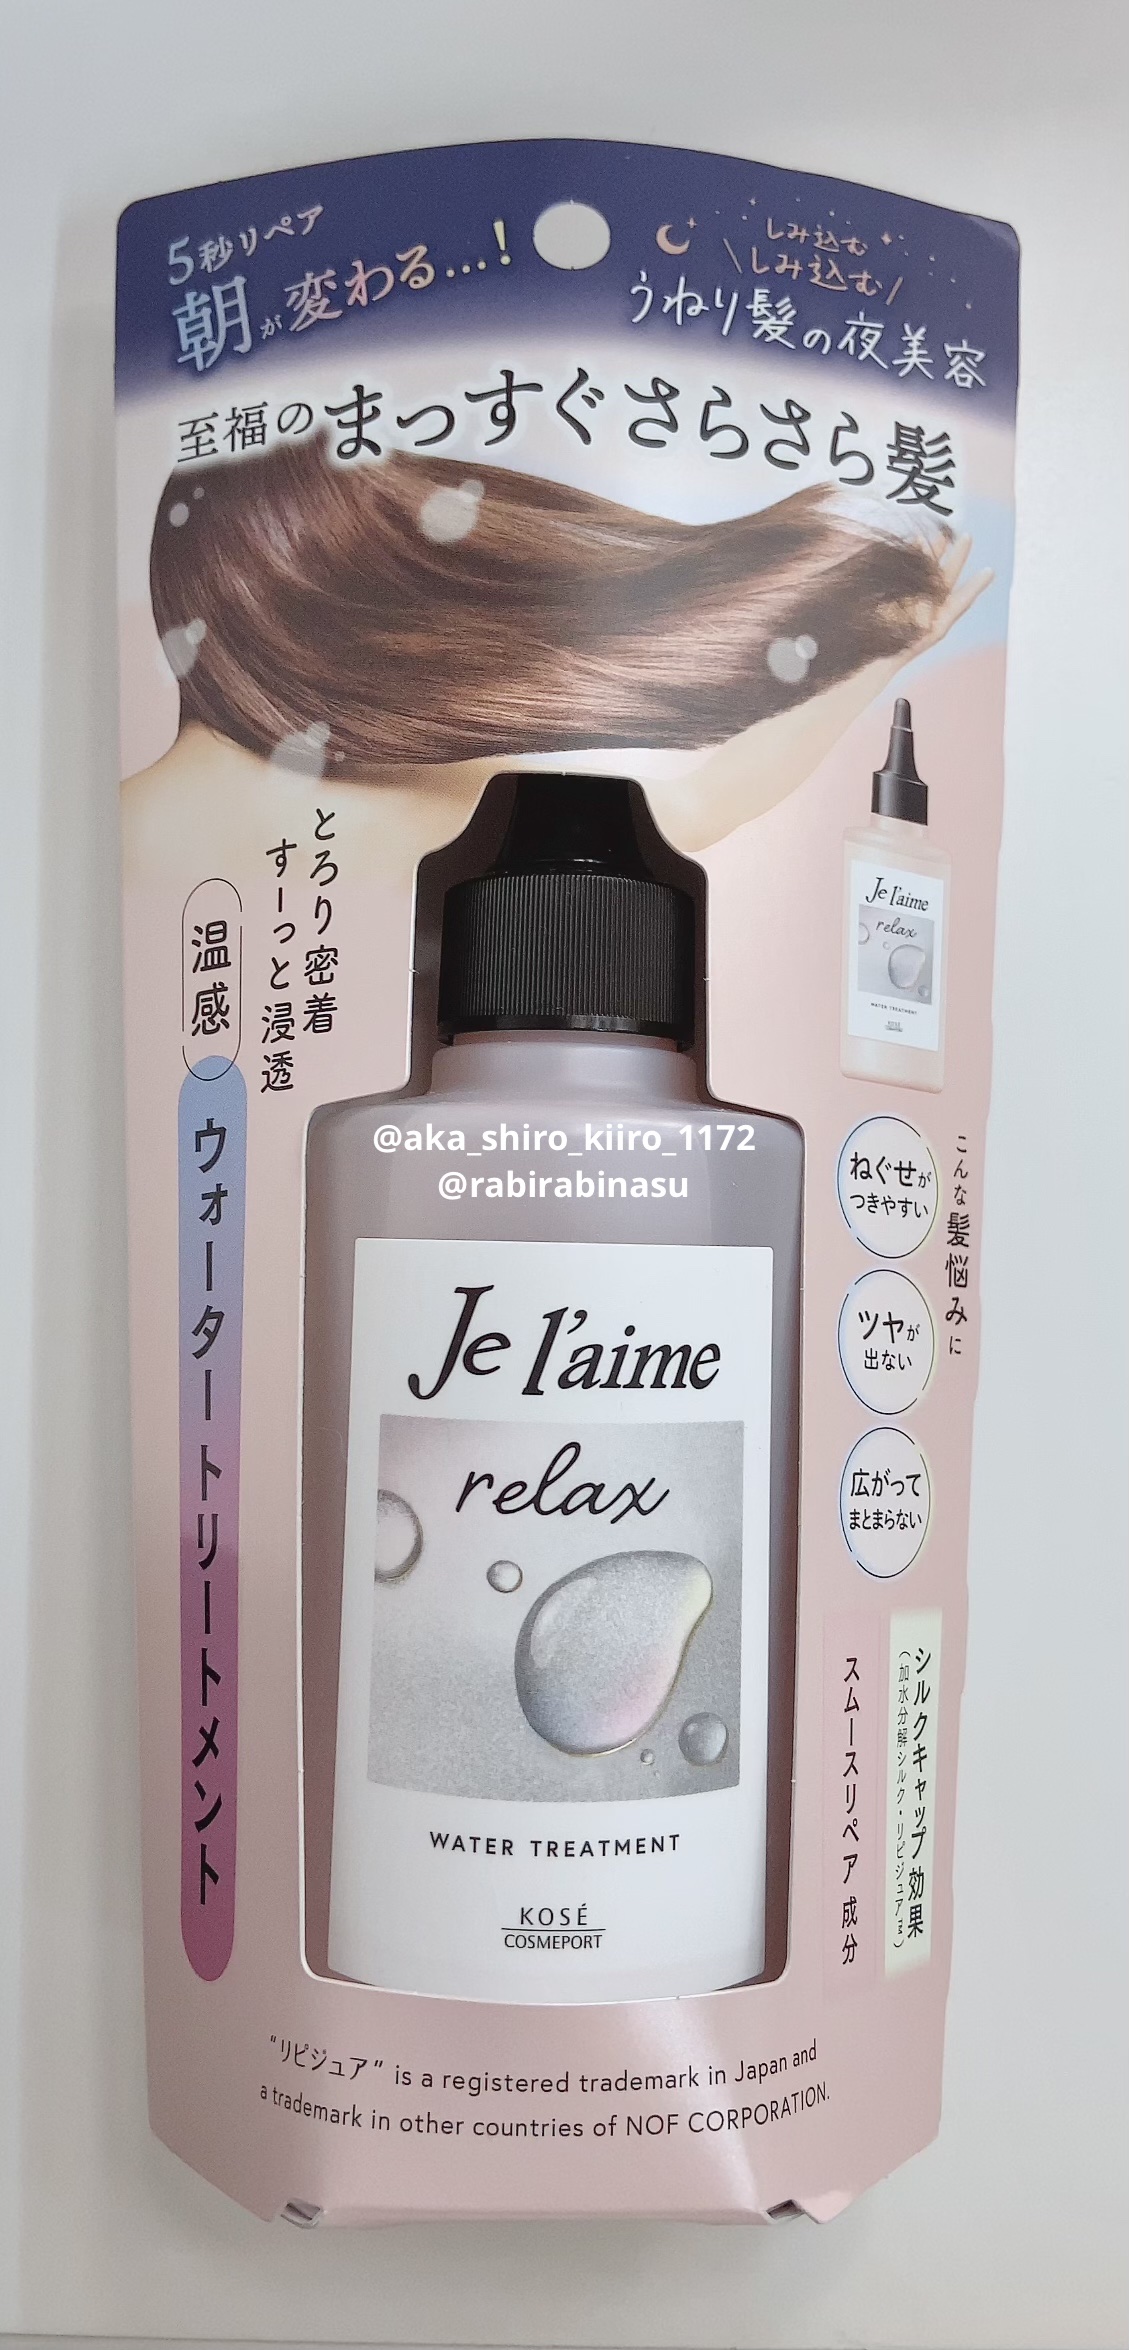 5秒リペア
朝が変わる…!
しみ込む
\しみ込む/
うねり髪の夜美容
至福のまっすぐさらさら髪
とろり密着
すーっと浸透
温感
ウォータートリートメント
Je l'aime
relax
WATER TREATMENT
@aka_shiro_kiiro_1172
@rabirabinasu
Je l'aime
relax
WATER TREATMENT
KOSÉ
COSMEPORT
こんな髪悩みに
ねぐせが
つきやすい
ツヤが
出ない
広がって
まとまらない
シルクキャップ効果
(加水分解シルク・リピジュア™)
スムースリペア成分
"リピジュア" is a registered trademark in Japan and
a trademark in other countries of NOF CORPORATION.